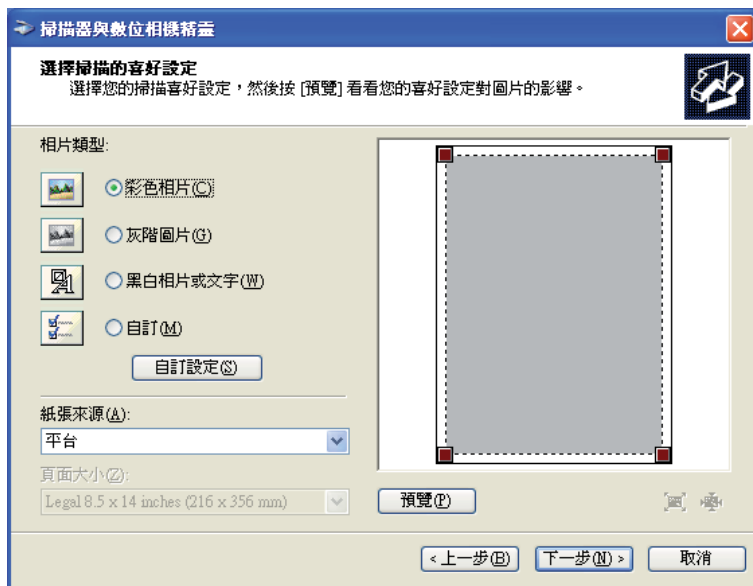 掃描器與數位相機精靈
選擇掃描的喜好設定
選擇您的掃描喜好設定，然後按 [預覽] 看看您的喜好設定對圖片的影響。
相片類型:
彩色相片(C)
灰階圖片(G)
黑白相片或文字(W)
自訂(M)
自訂設定(S)
紙張來源(A):
平台
頁面大小(Z):
Legal 8.5 x 14 inches (216 x 356 mm)
預覽(P)
<上一步(B)
下一步(N) >
取消